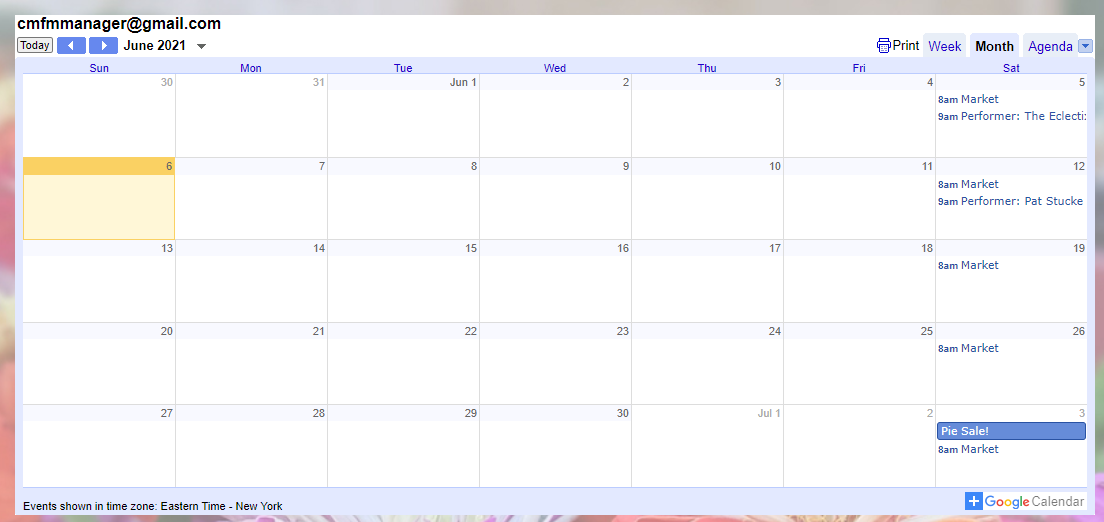 cmfmmanager@gmail.com
Today June 2021 Print Week Month Agenda
Sun Mon Tue Wed Thu Fri Sat
30 31 Jun 1 2 3 4 5
8am Market
9am Performer: The Eclecti
6 7 8 9 10 11 12
8am Market
9am Performer: Pat Stucke
13 14 15 16 17 18 19
8am Market
20 21 22 23 24 25 26
8am Market
27 28 29 30 Jul 1 2 3
Pie Sale!
8am Market
Events shown in time zone: Eastern Time - New York
Google Calendar